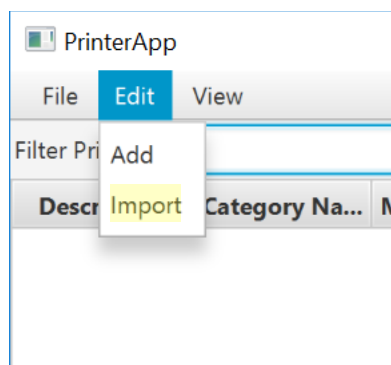 PrinterApp
File Edit View
Filter Pri
Add
Descr Category Na...
Import